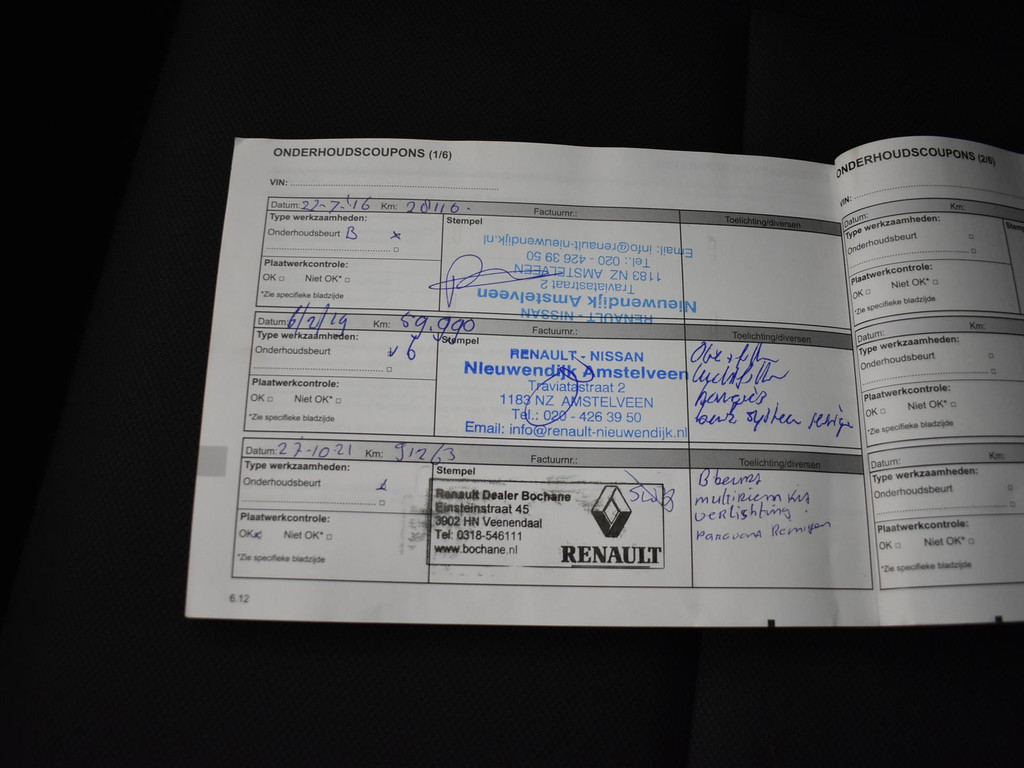 ONDERHOUDSCOUPONS (1/6)
VIN:
Datum: 22-7-'16 Km: 28116.- Factuurnr.: Toelichting/diversen
Type werkzaamheden:
Onderhoudsbeurt B x
Plaatwerkcontrole:
OK □ Niet OK* □
*Zie specifieke bladzijde
Stempel
RENAULT - NISSAN
Nieuwendijk Amstelveen
Traviatastraat 2
1183 NZ AMSTELVEEN
Tel.: 020 - 426 39 50
Email: info@renault-nieuwendijk.nl
Datum: 6/2/19 Km: 59.990 Factuurnr.: Toelichting/diversen
Type werkzaamheden:
Onderhoudsbeurt
Plaatwerkcontrole:
OK □ Niet OK* □
*Zie specifieke bladzijde
Stempel
RENAULT - NISSAN
Nieuwendijk Amstelveen
Traviatastraat 2
1183 NZ AMSTELVEEN
Tel.: 020 - 426 39 50
Email: info@renault-nieuwendijk.nl
Datum: 27-10-21 Km: 91263 Factuurnr.: Toelichting/diversen
Type werkzaamheden:
Onderhoudsbeurt x
Plaatwerkcontrole:
OK x Niet OK* □
*Zie specifieke bladzijde
Stempel
Renault Dealer Bochane
Einsteinstraat 45
3902 HN Veenendaal
Tel: 0318-546111
www.bochane.nl
RENAULT
B beurt
multiriem kit
verlichting.
6.12
ONDERHOUDSCOUPONS (2/6)
VIN:
Datum: Km:
Type werkzaamheden:
Onderhoudsbeurt □
Plaatwerkcontrole:
OK □ Niet OK* □
*Zie specifieke bladzijde
Datum: Km:
Type werkzaamheden:
Onderhoudsbeurt □
Plaatwerkcontrole:
OK □ Niet OK* □
*Zie specifieke bladzijde
Datum: Km:
Type werkzaamheden:
Onderhoudsbeurt □
Plaatwerkcontrole:
OK □ Niet OK* □
*Zie specifieke bladzijde